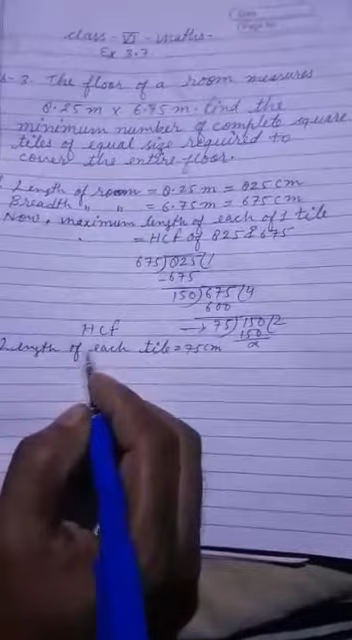 class - VI - maths -
Ex 3.7
Q-3. The floor of a room measures
8.25 m × 6.75 m. find the
minimum number of complete square
tiles of equal size required to
cover the entire floor.
Length of room = 8.25 m = 825 cm
Breadth " " = 6.75 m = 675 cm
Now, maximum length of each of 1 tile
= HCf of 825 & 675
675)825(1
-675
150)675(4
600
→ 75)150(2
150
HCf
Length of each tile = 75cm